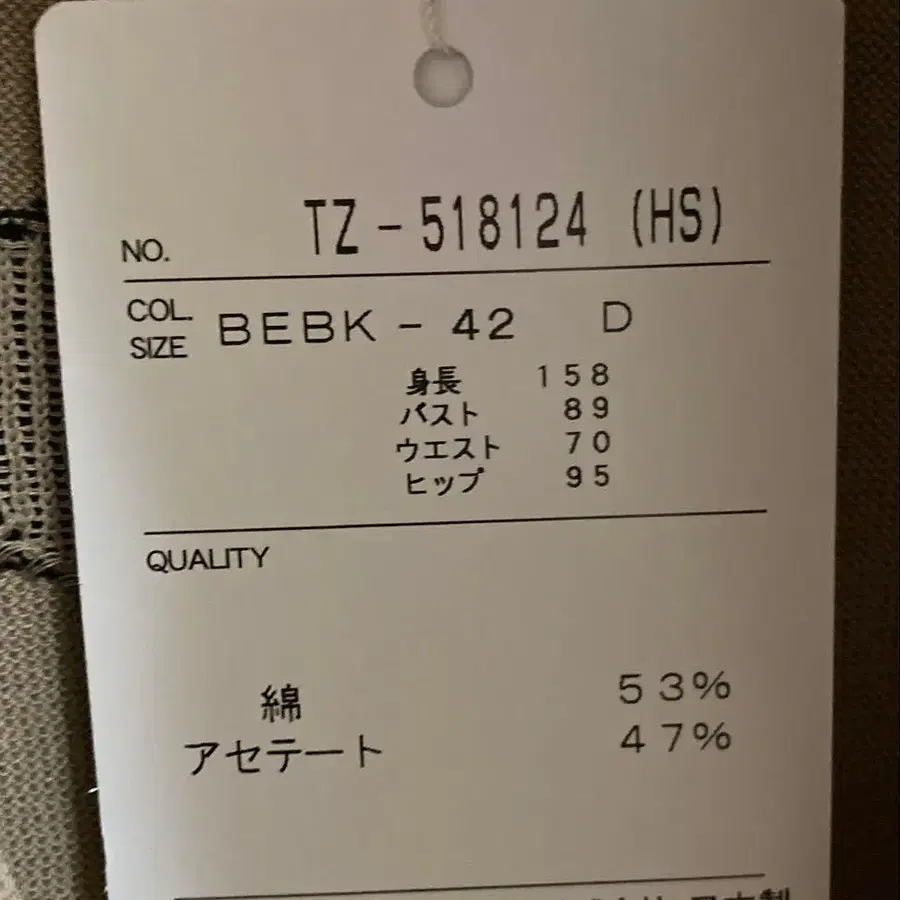 NO. TZ-518124 (HS)
COL.
SIZE BEBK-42 D
身長 158
バスト 89
ウエスト 70
ヒップ 95
QUALITY
綿 53%
アセテート 47%